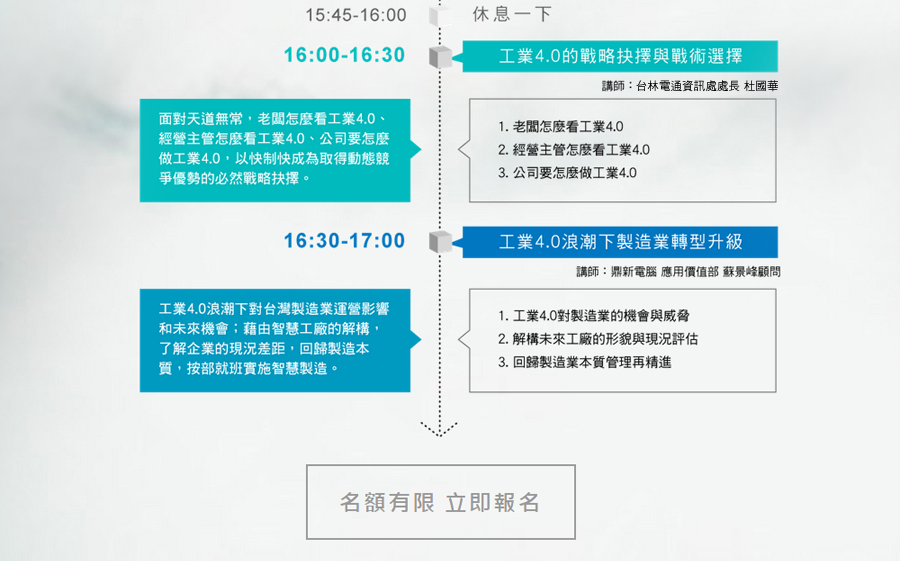 15:45-16:00 休息一下
16:00-16:30 工業4.0的戰略抉擇與戰術選擇
講師：台林電通資訊處處長 杜國華
面對天道無常，老闆怎麼看工業4.0、
經營主管怎麼看工業4.0、公司要怎麼
做工業4.0，以快制快成為取得動態競
爭優勢的必然戰略抉擇。
1. 老闆怎麼看工業4.0
2. 經營主管怎麼看工業4.0
3. 公司要怎麼做工業4.0
16:30-17:00 工業4.0浪潮下製造業轉型升級
講師：鼎新電腦 應用價值部 蘇景峰顧問
工業4.0浪潮下對台灣製造業運營影響
和未來機會；藉由智慧工廠的解構，
了解企業的現況差距，回歸製造本
質，按部就班實施智慧製造。
1. 工業4.0對製造業的機會與威脅
2. 解構未來工廠的形貌與現況評估
3. 回歸製造業本質管理再精進
名額有限 立即報名